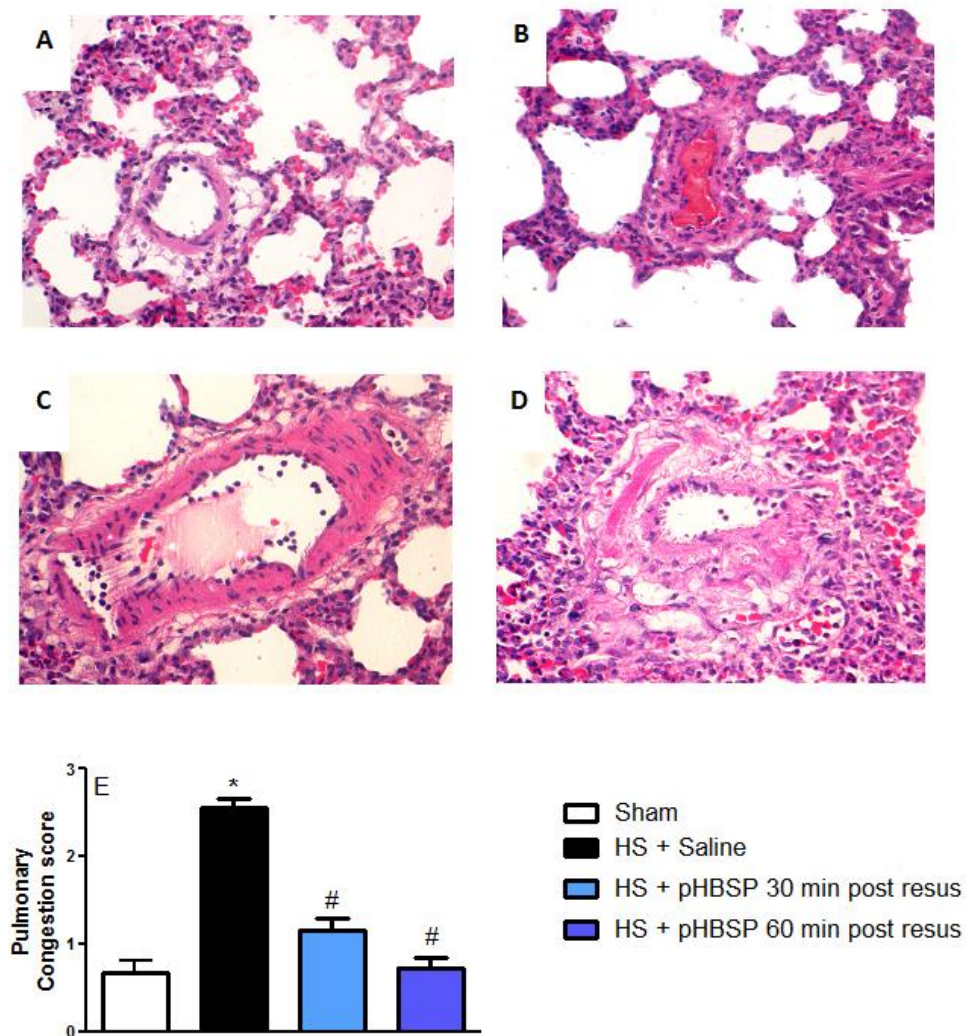 A
B
C
D
E
Pulmonary
Congestion score
3
2
1
0
*
#
#
Sham
HS + Saline
HS + pHBSP 30 min post resus
HS + pHBSP 60 min post resus